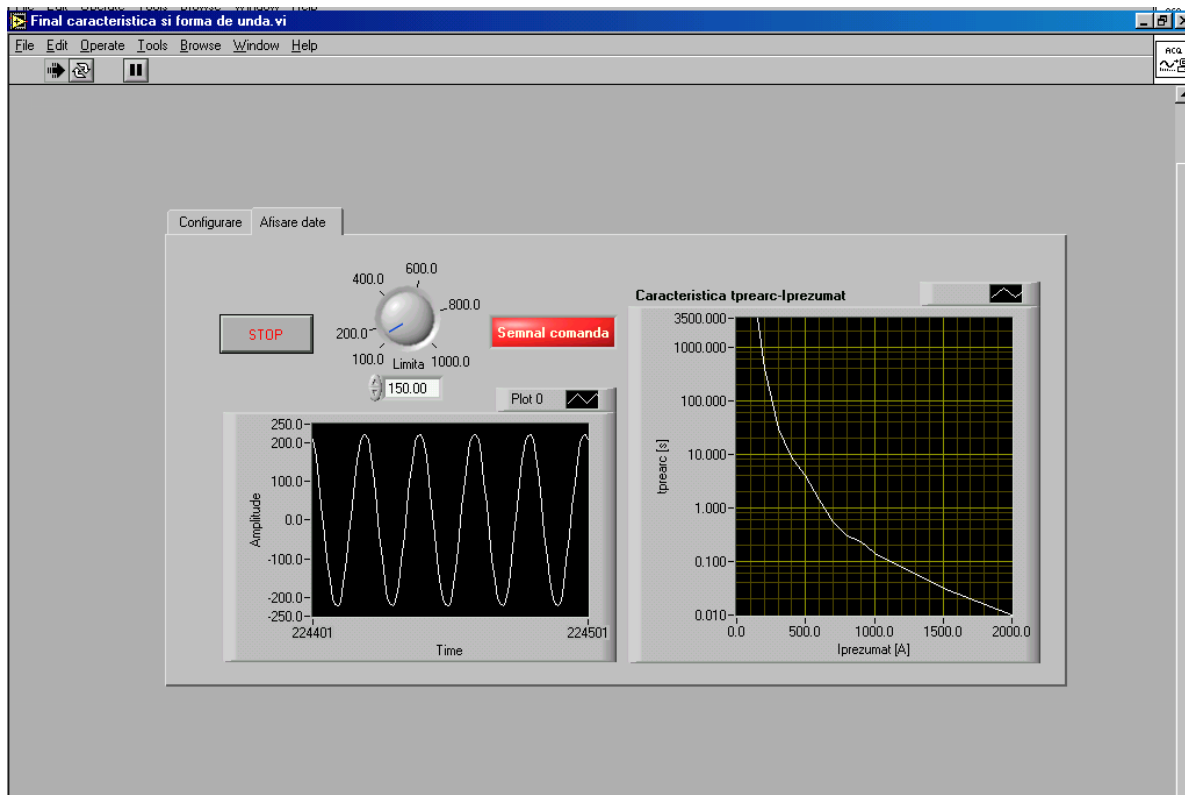 Final caracteristica si forma de unda.vi
File Edit Operate Tools Browse Window Help
ACQ
Configurare Afisare date
STOP
100.0
200.0
400.0
600.0
800.0
1000.0
Limita
150.00
Semnal comanda
Plot 0
250.0
200.0
100.0
0.0
-100.0
-200.0
-250.0
Amplitude
224401 224501
Time
Caracteristica tprearc-Iprezumat
3500.000
1000.000
100.000
10.000
1.000
0.100
0.010
tprearc [s]
0.0 500.0 1000.0 1500.0 2000.0
Iprezumat [A]